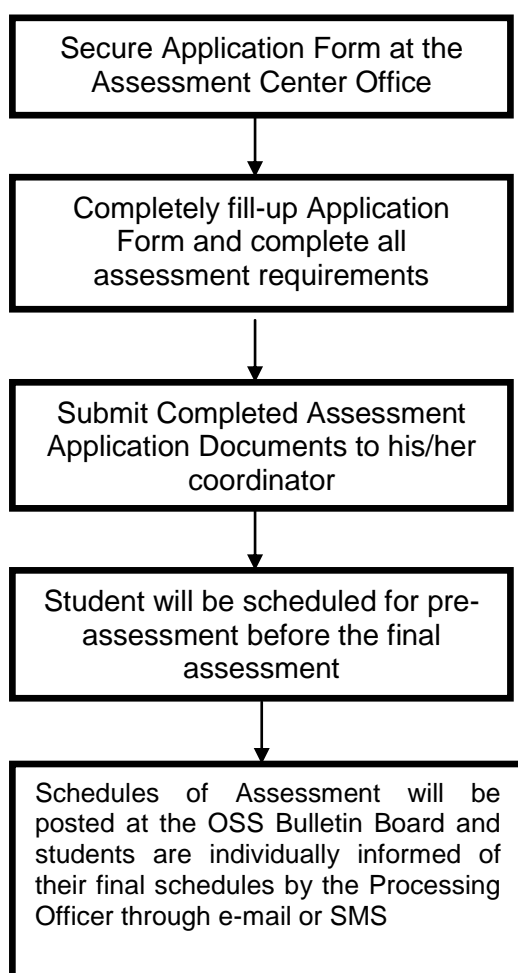 Secure Application Form at the
Assessment Center Office
Completely fill-up Application
Form and complete all
assessment requirements
Submit Completed Assessment
Application Documents to his/her
coordinator
Student will be scheduled for pre-
assessment before the final
assessment
Schedules of Assessment will be
posted at the OSS Bulletin Board and
students are individually informed of
their final schedules by the Processing
Officer through e-mail or SMS